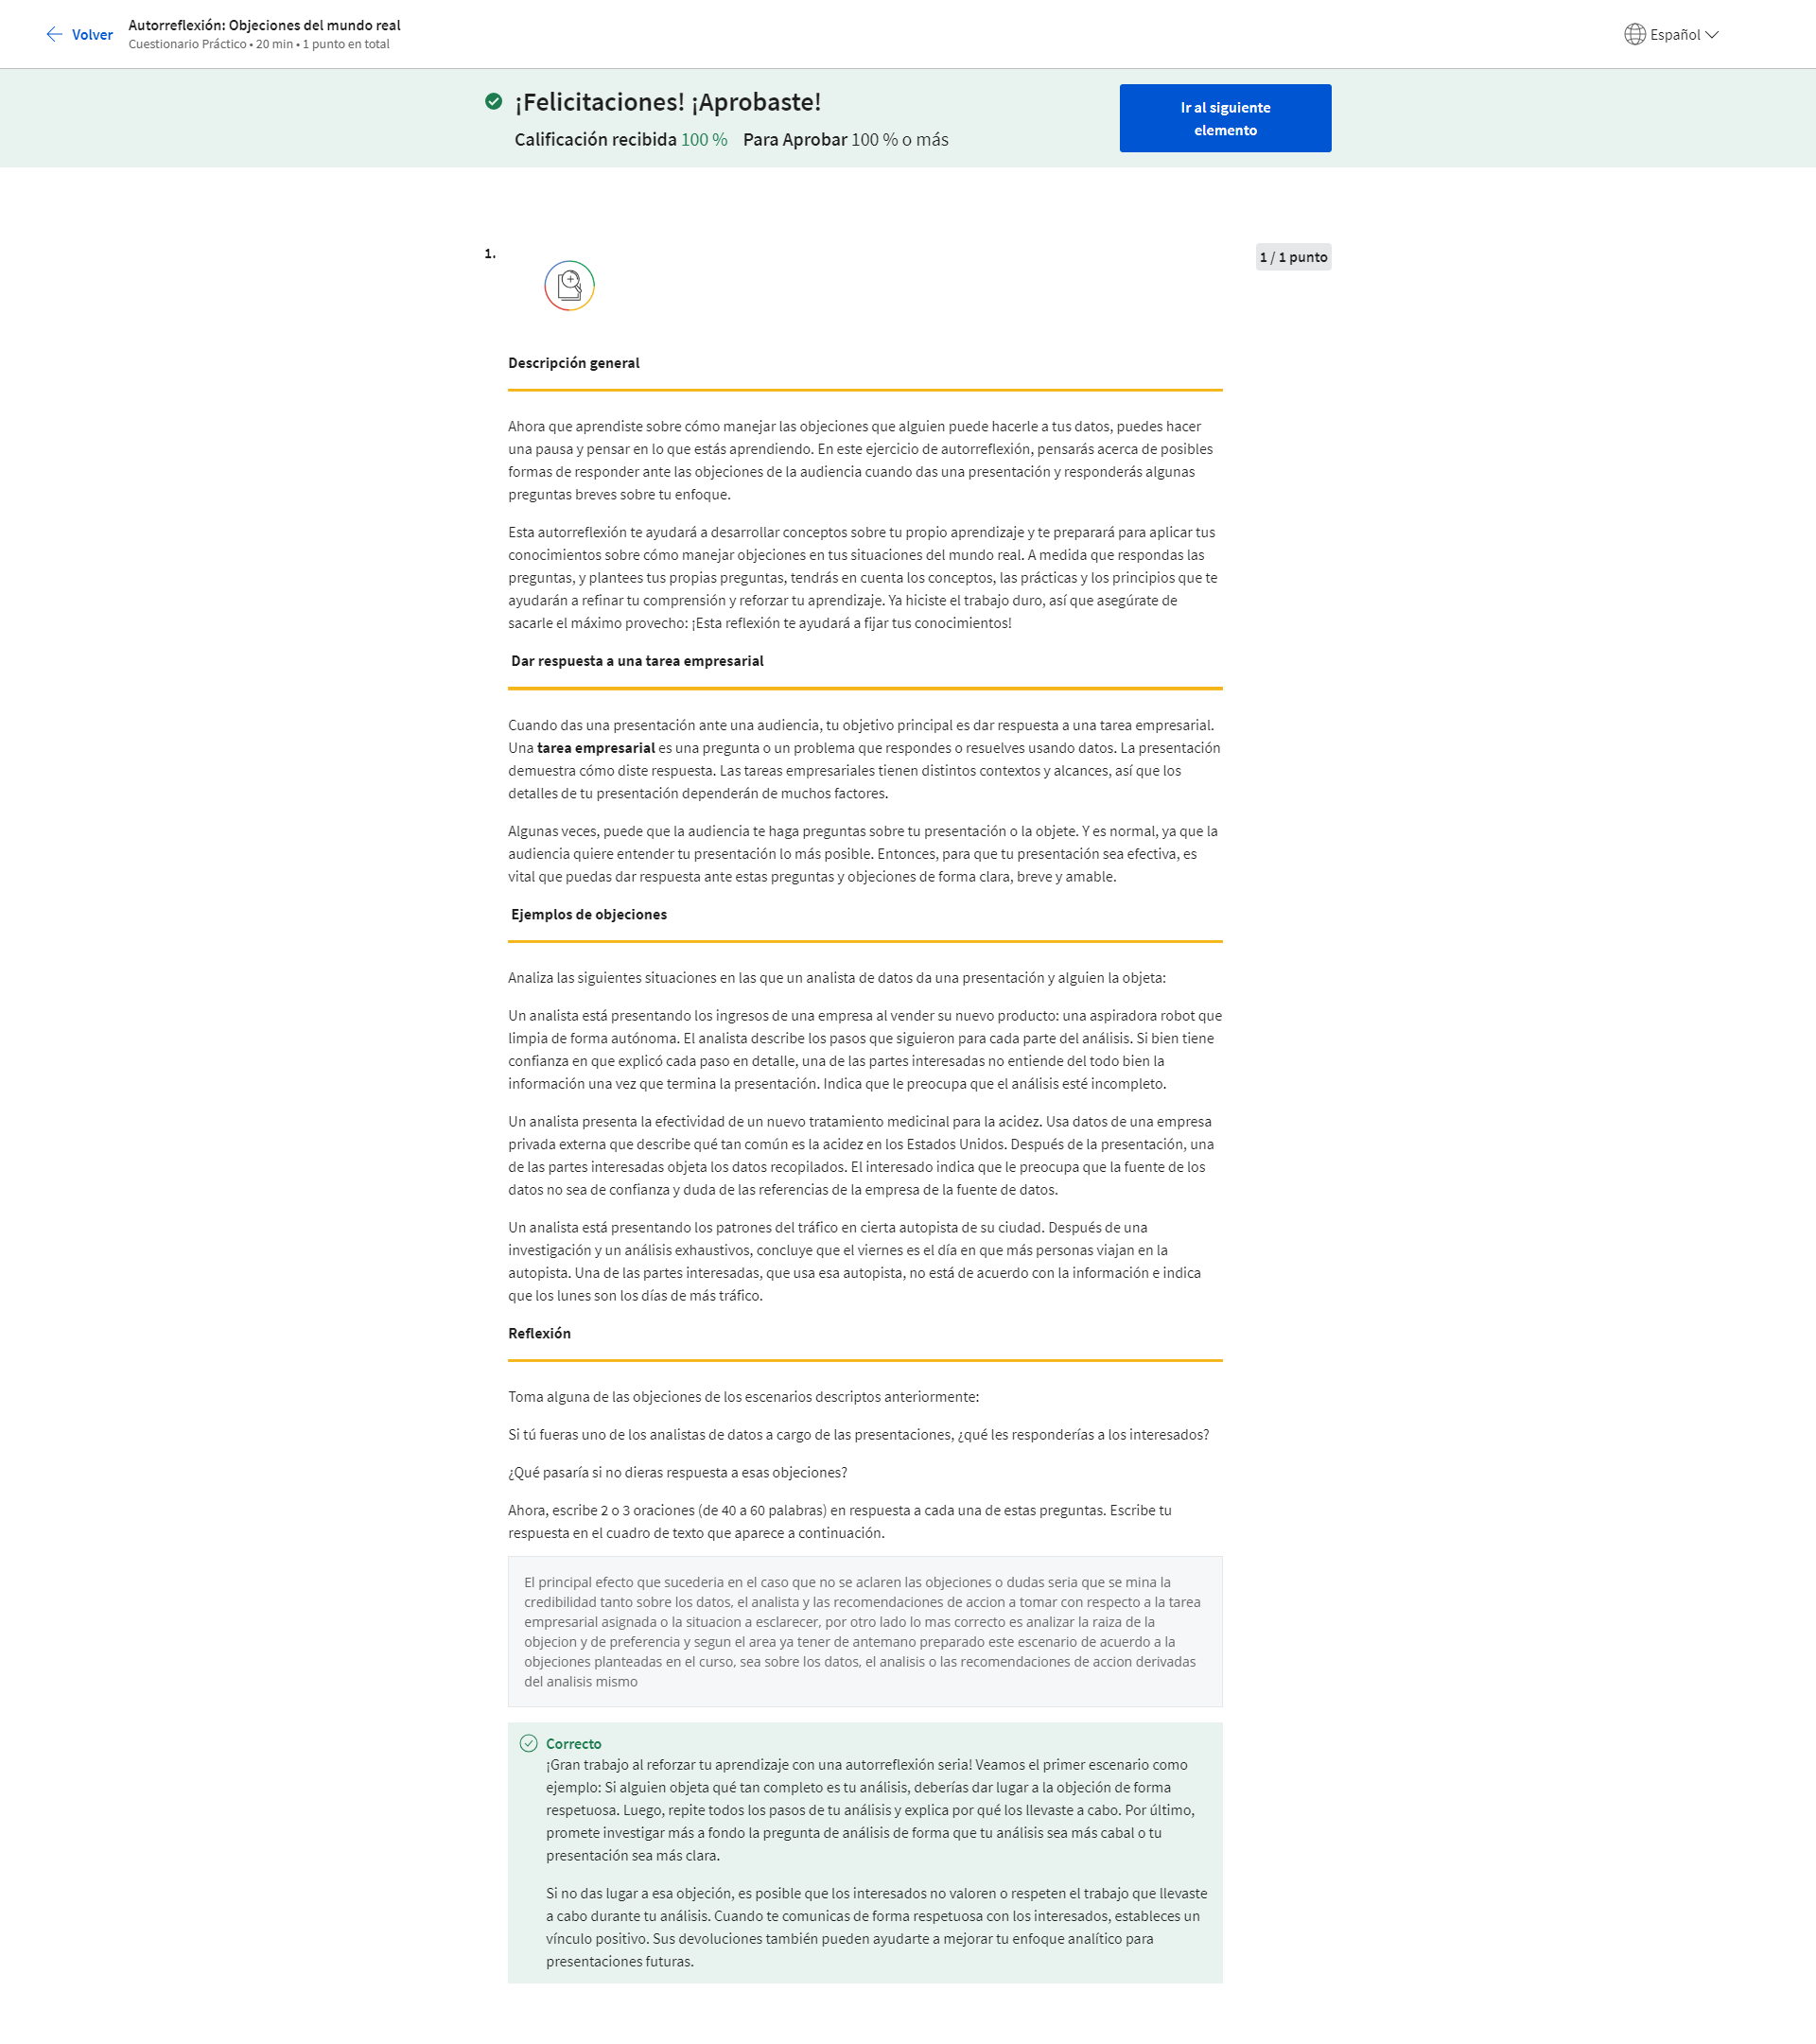 Volver
Autorreflexión: Objeciones del mundo real
Cuestionario Práctico • 20 min • 1 punto en total
Español
¡Felicitaciones! ¡Aprobaste!
Calificación recibida 100 % Para Aprobar 100 % o más
Ir al siguiente
elemento
1.
1 / 1 punto
Descripción general
Ahora que aprendiste sobre cómo manejar las objeciones que alguien puede hacerle a tus datos, puedes hacer
una pausa y pensar en lo que estás aprendiendo. En este ejercicio de autorreflexión, pensarás acerca de posibles
formas de responder ante las objeciones de la audiencia cuando das una presentación y responderás algunas
preguntas breves sobre tu enfoque.
Esta autorreflexión te ayudará a desarrollar conceptos sobre tu propio aprendizaje y te preparará para aplicar tus
conocimientos sobre cómo manejar objeciones en tus situaciones del mundo real. A medida que respondas las
preguntas, y plantees tus propias preguntas, tendrás en cuenta los conceptos, las prácticas y los principios que te
ayudarán a refinar tu comprensión y reforzar tu aprendizaje. Ya hiciste el trabajo duro, así que asegúrate de
sacarle el máximo provecho: ¡Esta reflexión te ayudará a fijar tus conocimientos!
Dar respuesta a una tarea empresarial
Cuando das una presentación ante una audiencia, tu objetivo principal es dar respuesta a una tarea empresarial.
Una tarea empresarial es una pregunta o un problema que respondes o resuelves usando datos. La presentación
demuestra cómo diste respuesta. Las tareas empresariales tienen distintos contextos y alcances, así que los
detalles de tu presentación dependerán de muchos factores.
Algunas veces, puede que la audiencia te haga preguntas sobre tu presentación o la objete. Y es normal, ya que la
audiencia quiere entender tu presentación lo más posible. Entonces, para que tu presentación sea efectiva, es
vital que puedas dar respuesta ante estas preguntas y objeciones de forma clara, breve y amable.
Ejemplos de objeciones
Analiza las siguientes situaciones en las que un analista de datos da una presentación y alguien la objeta:
Un analista está presentando los ingresos de una empresa al vender su nuevo producto: una aspiradora robot que
limpia de forma autónoma. El analista describe los pasos que siguieron para cada parte del análisis. Si bien tiene
confianza en que explicó cada paso en detalle, una de las partes interesadas no entiende del todo bien la
información una vez que termina la presentación. Indica que le preocupa que el análisis esté incompleto.
Un analista presenta la efectividad de un nuevo tratamiento medicinal para la acidez. Usa datos de una empresa
privada externa que describe qué tan común es la acidez en los Estados Unidos. Después de la presentación, una
de las partes interesadas objeta los datos recopilados. El interesado indica que le preocupa que la fuente de los
datos no sea de confianza y duda de las referencias de la empresa de la fuente de datos.
Un analista está presentando los patrones del tráfico en cierta autopista de su ciudad. Después de una
investigación y un análisis exhaustivos, concluye que el viernes es el día en que más personas viajan en la
autopista. Una de las partes interesadas, que usa esa autopista, no está de acuerdo con la información e indica
que los lunes son los días de más tráfico.
Reflexión
Toma alguna de las objeciones de los escenarios descriptos anteriormente:
Si tú fueras uno de los analistas de datos a cargo de las presentaciones, ¿qué les responderías a los interesados?
¿Qué pasaría si no dieras respuesta a esas objeciones?
Ahora, escribe 2 o 3 oraciones (de 40 a 60 palabras) en respuesta a cada una de estas preguntas. Escribe tu
respuesta en el cuadro de texto que aparece a continuación.
El principal efecto que sucederia en el caso que no se aclaren las objeciones o dudas seria que se mina la
credibilidad tanto sobre los datos, el analista y las recomendaciones de accion a tomar con respecto a la tarea
empresarial asignada o la situacion a esclarecer, por otro lado lo mas correcto es analizar la raiza de la
objecion y de preferencia y segun el area ya tener de antemano preparado este escenario de acuerdo a la
objeciones planteadas en el curso, sea sobre los datos, el analisis o las recomendaciones de accion derivadas
del analisis mismo
Correcto
¡Gran trabajo al reforzar tu aprendizaje con una autorreflexión seria! Veamos el primer escenario como
ejemplo: Si alguien objeta qué tan completo es tu análisis, deberías dar lugar a la objeción de forma
respetuosa. Luego, repite todos los pasos de tu análisis y explica por qué los llevaste a cabo. Por último,
promete investigar más a fondo la pregunta de análisis de forma que tu análisis sea más cabal o tu
presentación sea más clara.
Si no das lugar a esa objeción, es posible que los interesados no valoren o respeten el trabajo que llevaste
a cabo durante tu análisis. Cuando te comunicas de forma respetuosa con los interesados, estableces un
vínculo positivo. Sus devoluciones también pueden ayudarte a mejorar tu enfoque analítico para
presentaciones futuras.